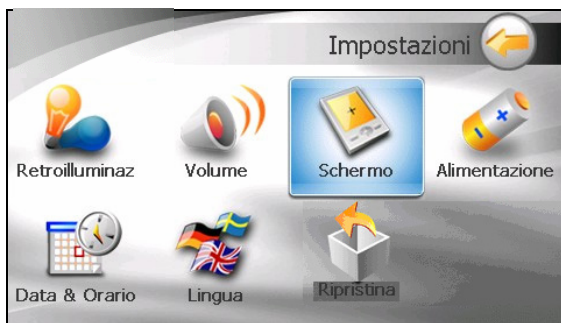 Impostazioni
Retroilluminaz
Volume
Schermo
Alimentazione
Data & Orario
Lingua
Ripristina